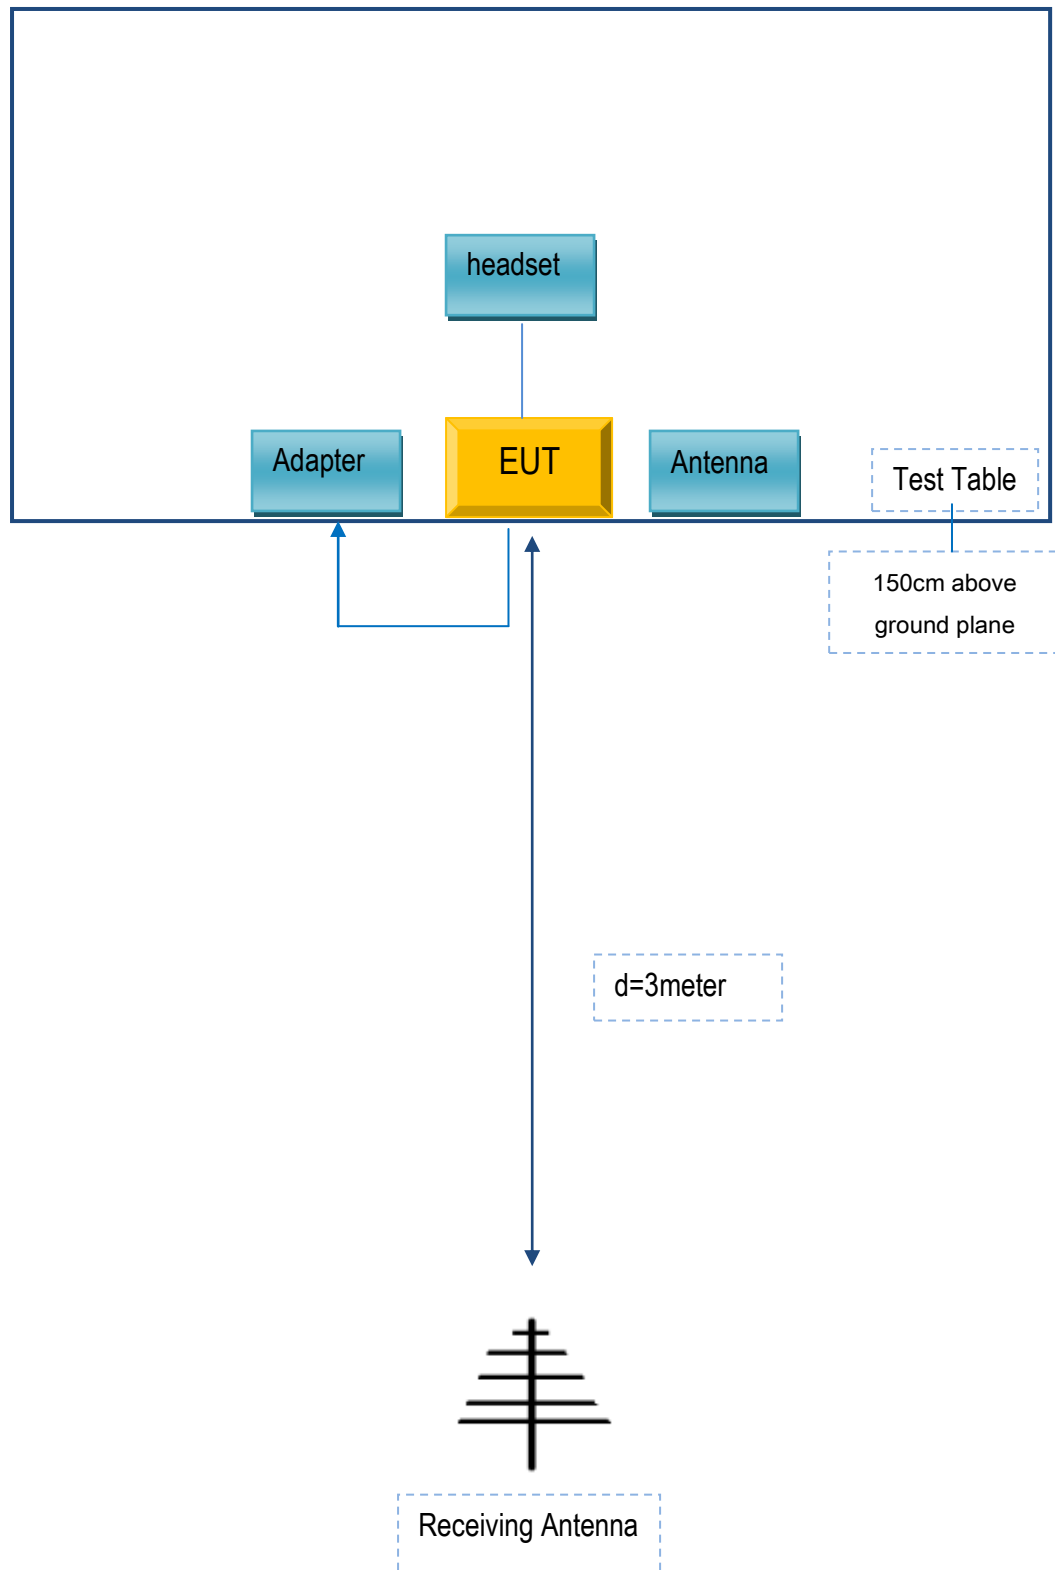 headset
Adapter
EUT
Antenna
Test Table
150cm above
ground plane
d=3meter
Receiving Antenna